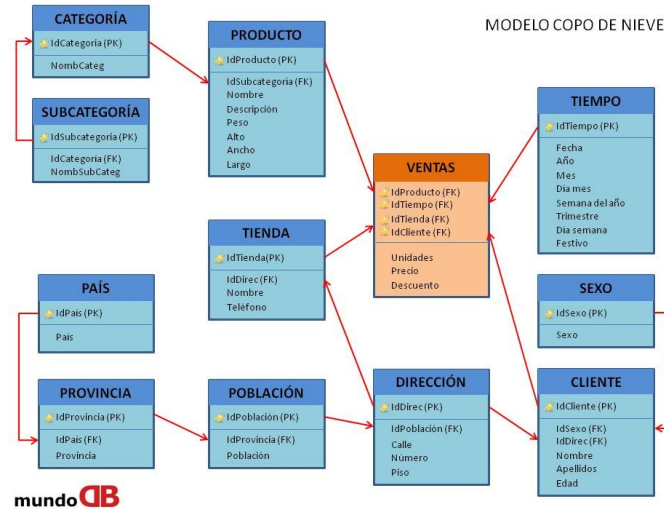 MODELO COPO DE NIEVE
CATEGORÍA
IdCategoria (PK)
NombCateg
SUBCATEGORÍA
IdSubcategoria (PK)
IdCategoria (FK)
NombSubCateg
PRODUCTO
IdProducto (PK)
IdSubcategoria (FK)
Nombre
Descripción
Peso
Alto
Ancho
Largo
VENTAS
IdProducto (FK)
IdTiempo (FK)
IdTienda (FK)
IdCliente (FK)
Unidades
Precio
Descuento
TIEMPO
IdTiempo (PK)
Fecha
Año
Mes
Dia mes
Semana del año
Trimestre
Dia semana
Festivo
TIENDA
IdTienda(PK)
IdDirec (FK)
Nombre
Teléfono
PAÍS
IdPais (PK)
Pais
SEXO
IdSexo (PK)
Sexo
PROVINCIA
IdProvincia (PK)
IdPais (FK)
Provincia
POBLACIÓN
IdPoblación (PK)
IdProvincia (FK)
Población
DIRECCIÓN
IdDirec (PK)
IdPoblación (FK)
Calle
Número
Piso
CLIENTE
IdCliente (PK)
IdSexo (FK)
IdDirec (FK)
Nombre
Apellidos
Edad
mundoDB